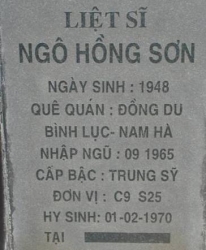 LIỆT SĨ
NGÔ HỒNG SƠN
NGÀY SINH : 1948
QUÊ QUÁN : ĐỒNG DU
BÌNH LỤC- NAM HÀ
NHẬP NGŨ : 09 1965
CẤP BẬC : TRUNG SỸ
ĐƠN VỊ : C9 S25
HY SINH: 01-02-1970
TẠI